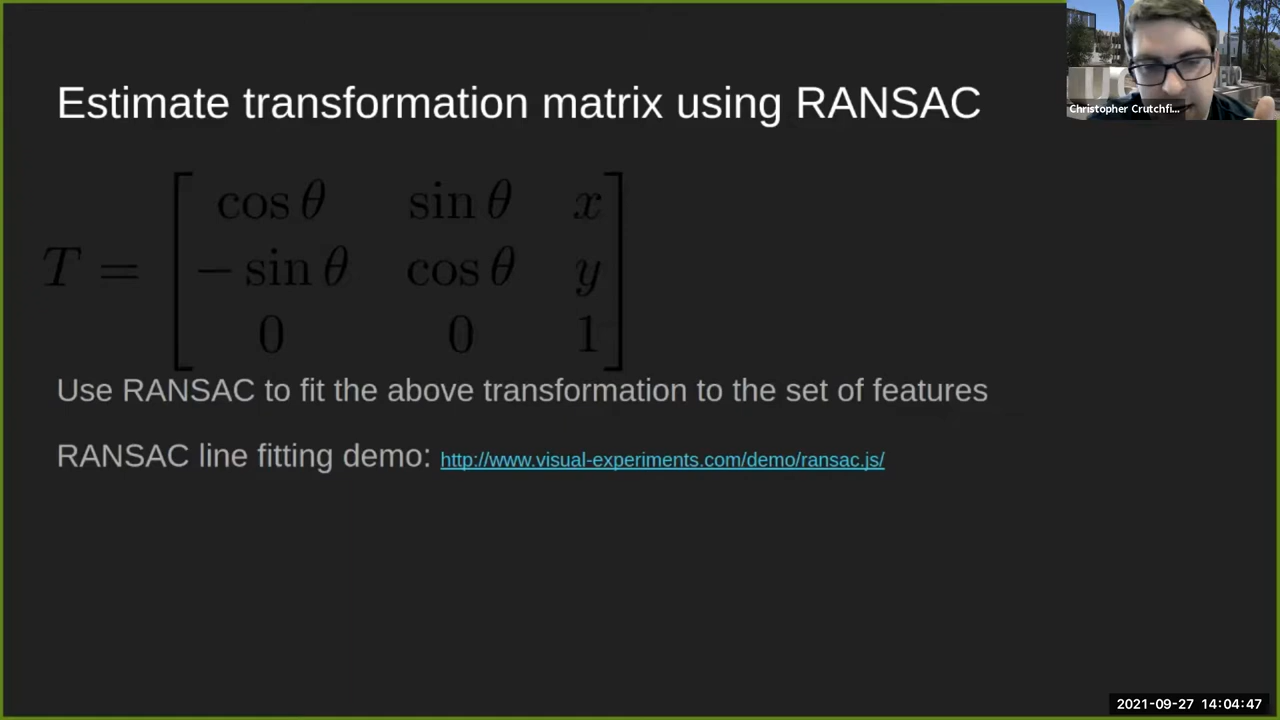 Estimate transformation matrix using RANSAC
Christopher Crutchfi...
T = [ cos θ sin θ x
− sin θ cos θ y
0 0 1 ]
Use RANSAC to fit the above transformation to the set of features
RANSAC line fitting demo: http://www.visual-experiments.com/demo/ransac.js/
2021-09-27 14:04:47